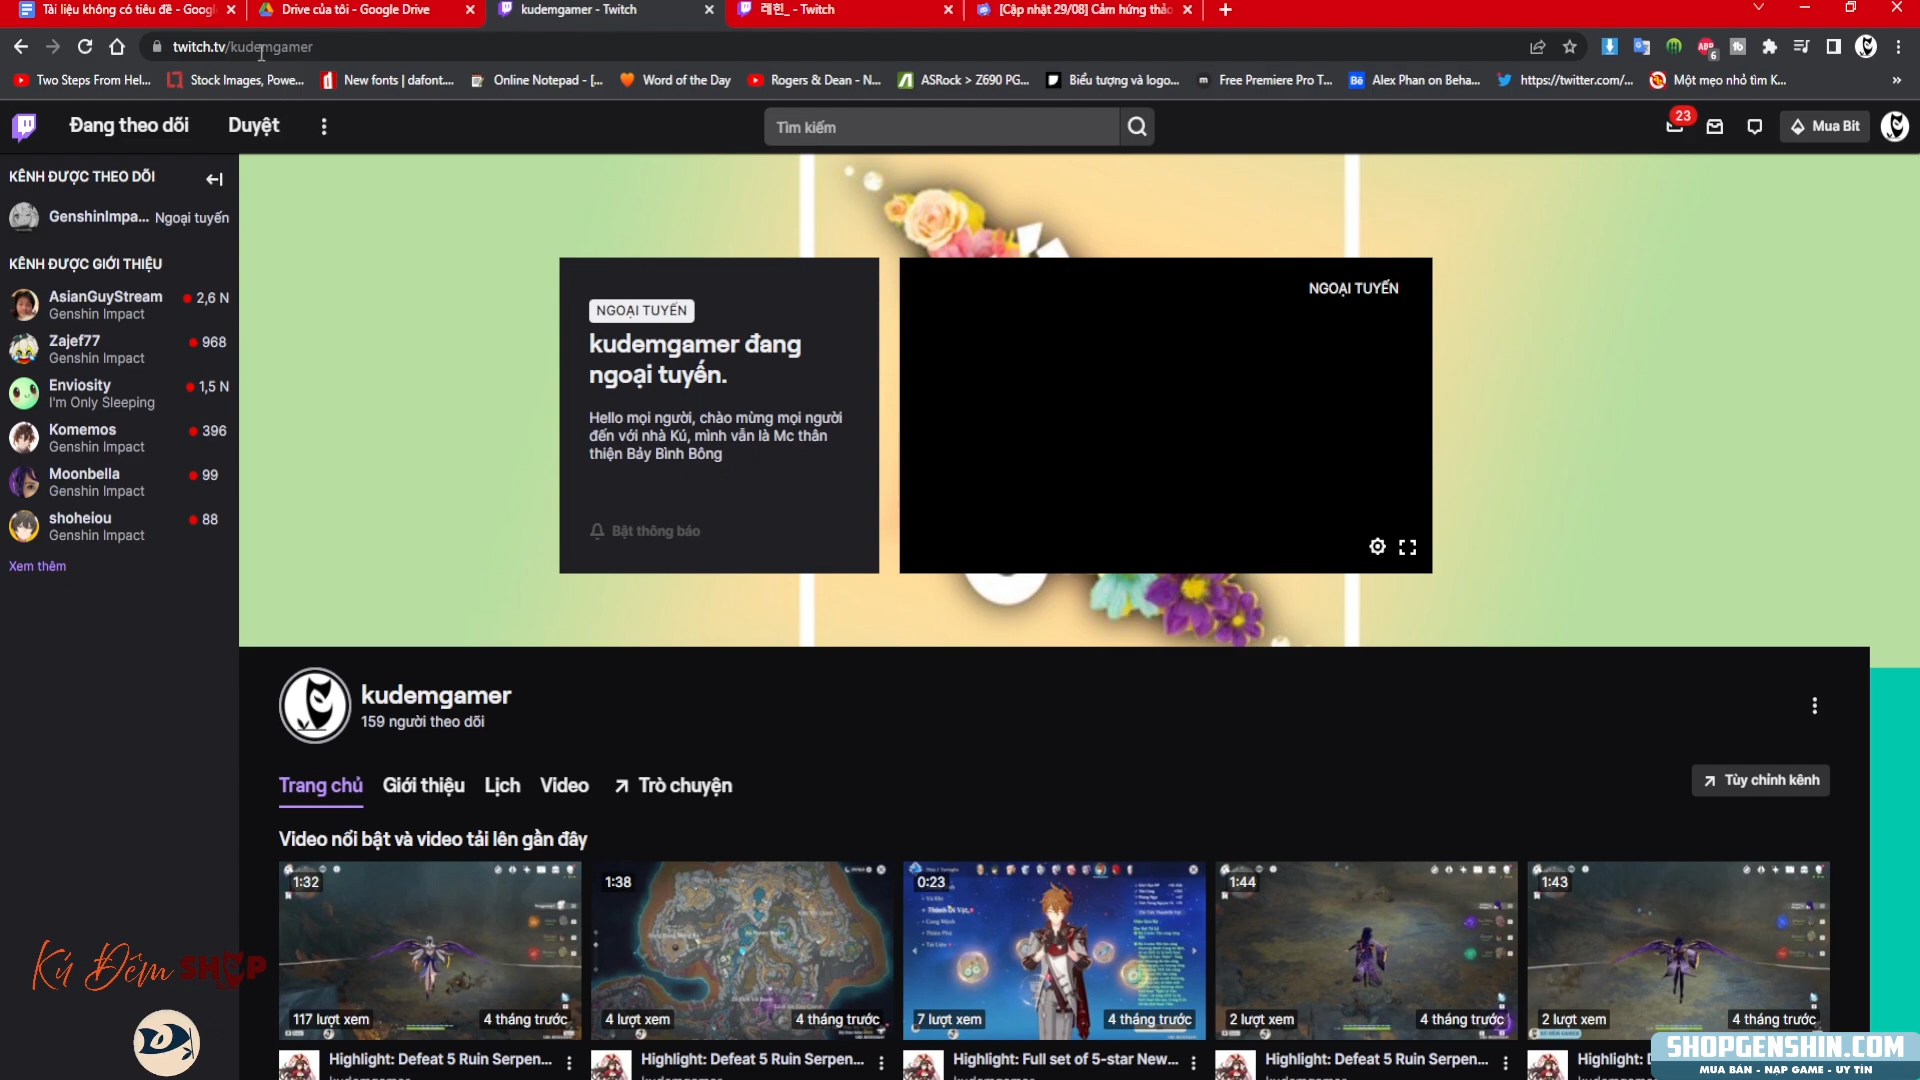 Tài liệu không có tiêu đề - Googl
Drive của tôi - Google Drive
kudemgamer - Twitch
레힌_ - Twitch
[Cập nhật 29/08] Cảm hứng thảo
twitch.tv/kudemgamer
Two Steps From Hel...
Stock Images, Powe...
New fonts | dafont....
Online Notepad - [...
Word of the Day
Rogers & Dean - N...
ASRock > Z690 PG...
Biểu tượng và logo...
Free Premiere Pro T...
Alex Phan on Beha...
https://twitter.com/...
Một mẹo nhỏ tìm K...
Đang theo dõi
Duyệt
Tìm kiếm
23
Mua Bit
KÊNH ĐƯỢC THEO DÕI
GenshinImpa... Ngoại tuyến
KÊNH ĐƯỢC GIỚI THIỆU
AsianGuyStream 2,6 N
Genshin Impact
Zajef77 968
Genshin Impact
Enviosity 1,5 N
I'm Only Sleeping
Komemos 396
Genshin Impact
Moonbella 99
Genshin Impact
shoheiou 88
Genshin Impact
Xem thêm
NGOẠI TUYẾN
kudemgamer đang
ngoại tuyến.
Hello mọi người, chào mừng mọi người
đến với nhà Kú, mình vẫn là Mc thân
thiện Bảy Bình Bông
Bật thông báo
NGOẠI TUYẾN
kudemgamer
159 người theo dõi
Trang chủ
Giới thiệu
Lịch
Video
Trò chuyện
Tùy chỉnh kênh
Video nổi bật và video tải lên gần đây
1:32
117 lượt xem
4 tháng trước
1:38
4 lượt xem
4 tháng trước
0:23
7 lượt xem
4 tháng trước
1:44
2 lượt xem
4 tháng trước
1:43
2 lượt xem
4 tháng trước
Highlight: Defeat 5 Ruin Serpen...
Highlight: Defeat 5 Ruin Serpen...
Highlight: Full set of 5-star New...
Highlight: Defeat 5 Ruin Serpen...
Highlight:
Kú Đêm SHOP
SHOPGENSHIN.COM
MUA BÁN - NẠP GAME - UY TÍN